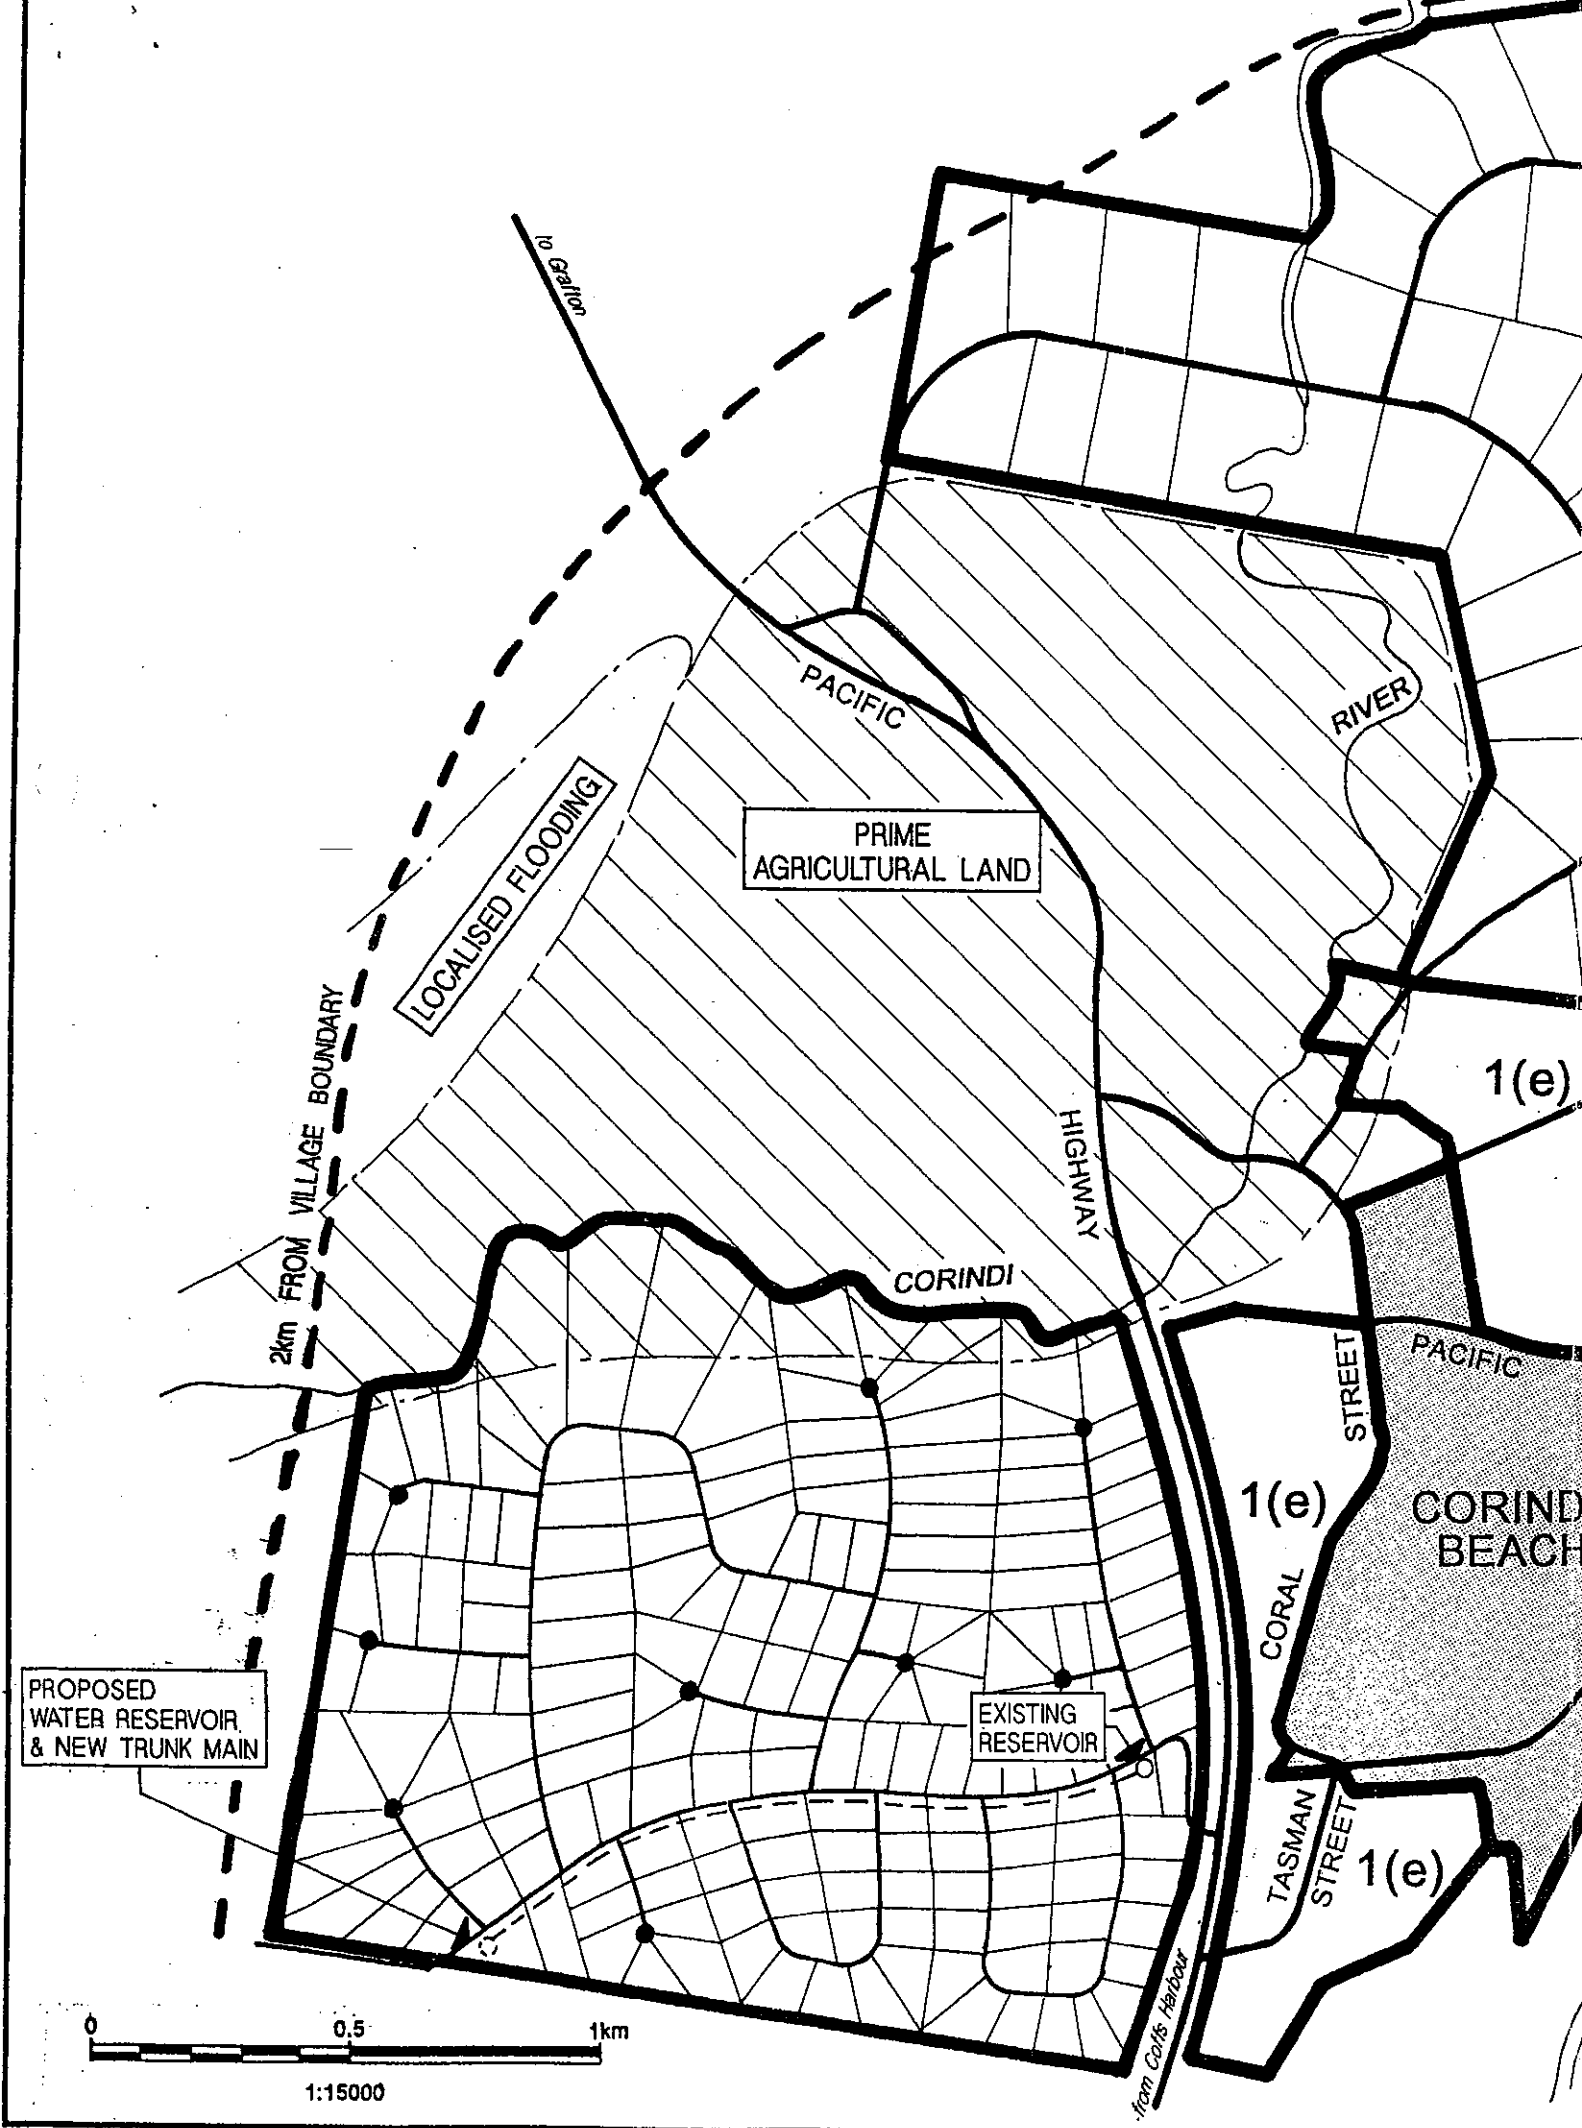 to Grafton
PACIFIC
RIVER
LOCALISED FLOODING
PRIME
AGRICULTURAL LAND
2km FROM VILLAGE BOUNDARY
HIGHWAY
1(e)
CORINDI
STREET
PACIFIC
1(e)
CORIND
BEACH
CORAL
PROPOSED
WATER RESERVOIR
& NEW TRUNK MAIN
EXISTING
RESERVOIR
TASMAN
STREET
1(e)
from Coffs Harbour
0 0.5 1km
1:15000